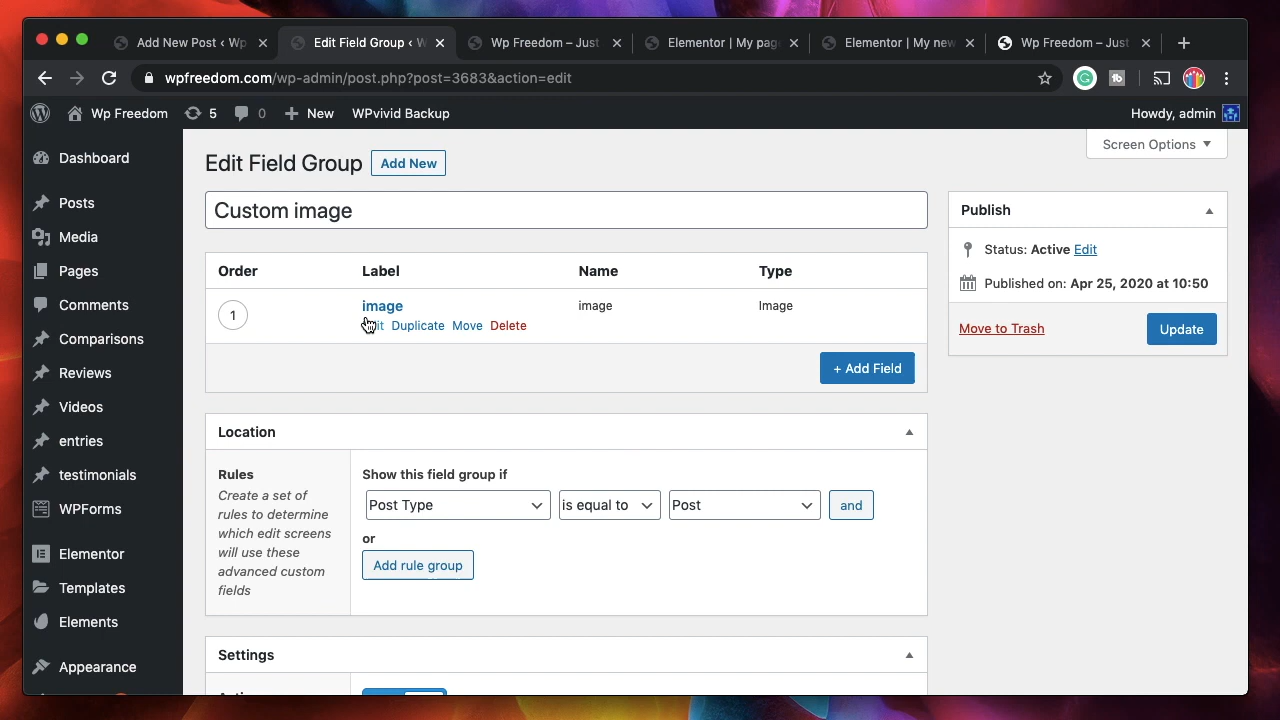 Add New Post ‹ Wp
Edit Field Group ‹ W
Wp Freedom – Just
Elementor | My page
Elementor | My new
Wp Freedom – Just
wpfreedom.com/wp-admin/post.php?post=3683&action=edit
Wp Freedom
5
0
New
WPvivid Backup
Howdy, admin
Dashboard
Posts
Media
Pages
Comments
Comparisons
Reviews
Videos
entries
testimonials
WPForms
Elementor
Templates
Elements
Appearance
Edit Field Group
Add New
Screen Options
Custom image
Order Label Name Type
1 image image Image
Duplicate Move Delete
+ Add Field
Location
Rules
Create a set of
rules to determine
which edit screens
will use these
advanced custom
fields
Show this field group if
Post Type is equal to Post and
or
Add rule group
Settings
Publish
Status: Active Edit
Published on: Apr 25, 2020 at 10:50
Move to Trash
Update